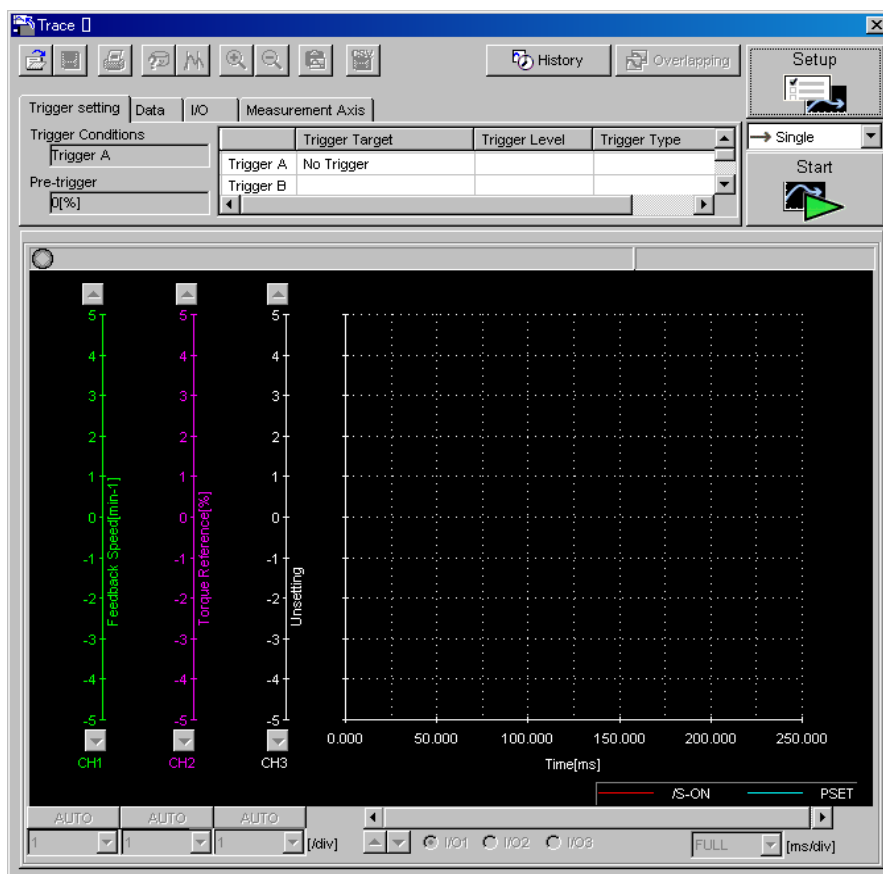 Trace []
CSV
History
Overlapping
Setup
Trigger setting
Data
I/O
Measurement Axis
Trigger Conditions
Trigger A
Pre-trigger
0[%]
Trigger Target Trigger Level Trigger Type
Trigger A No Trigger
Trigger B
Single
Start
5 5 5
4 4 4
3 3 3
2 2 2
1 1 1
0 0 0
-1 -1 -1
-2 -2 -2
-3 -3 -3
-4 -4 -4
-5 -5 -5
Feedback Speed[min-1]
Torque Reference[%]
Unsetting
CH1 CH2 CH3
0.000 50.000 100.000 150.000 200.000 250.000
Time[ms]
/S-ON PSET
AUTO AUTO AUTO
1 1 1 [/div]
I/O1 I/O2 I/O3
FULL [ms/div]